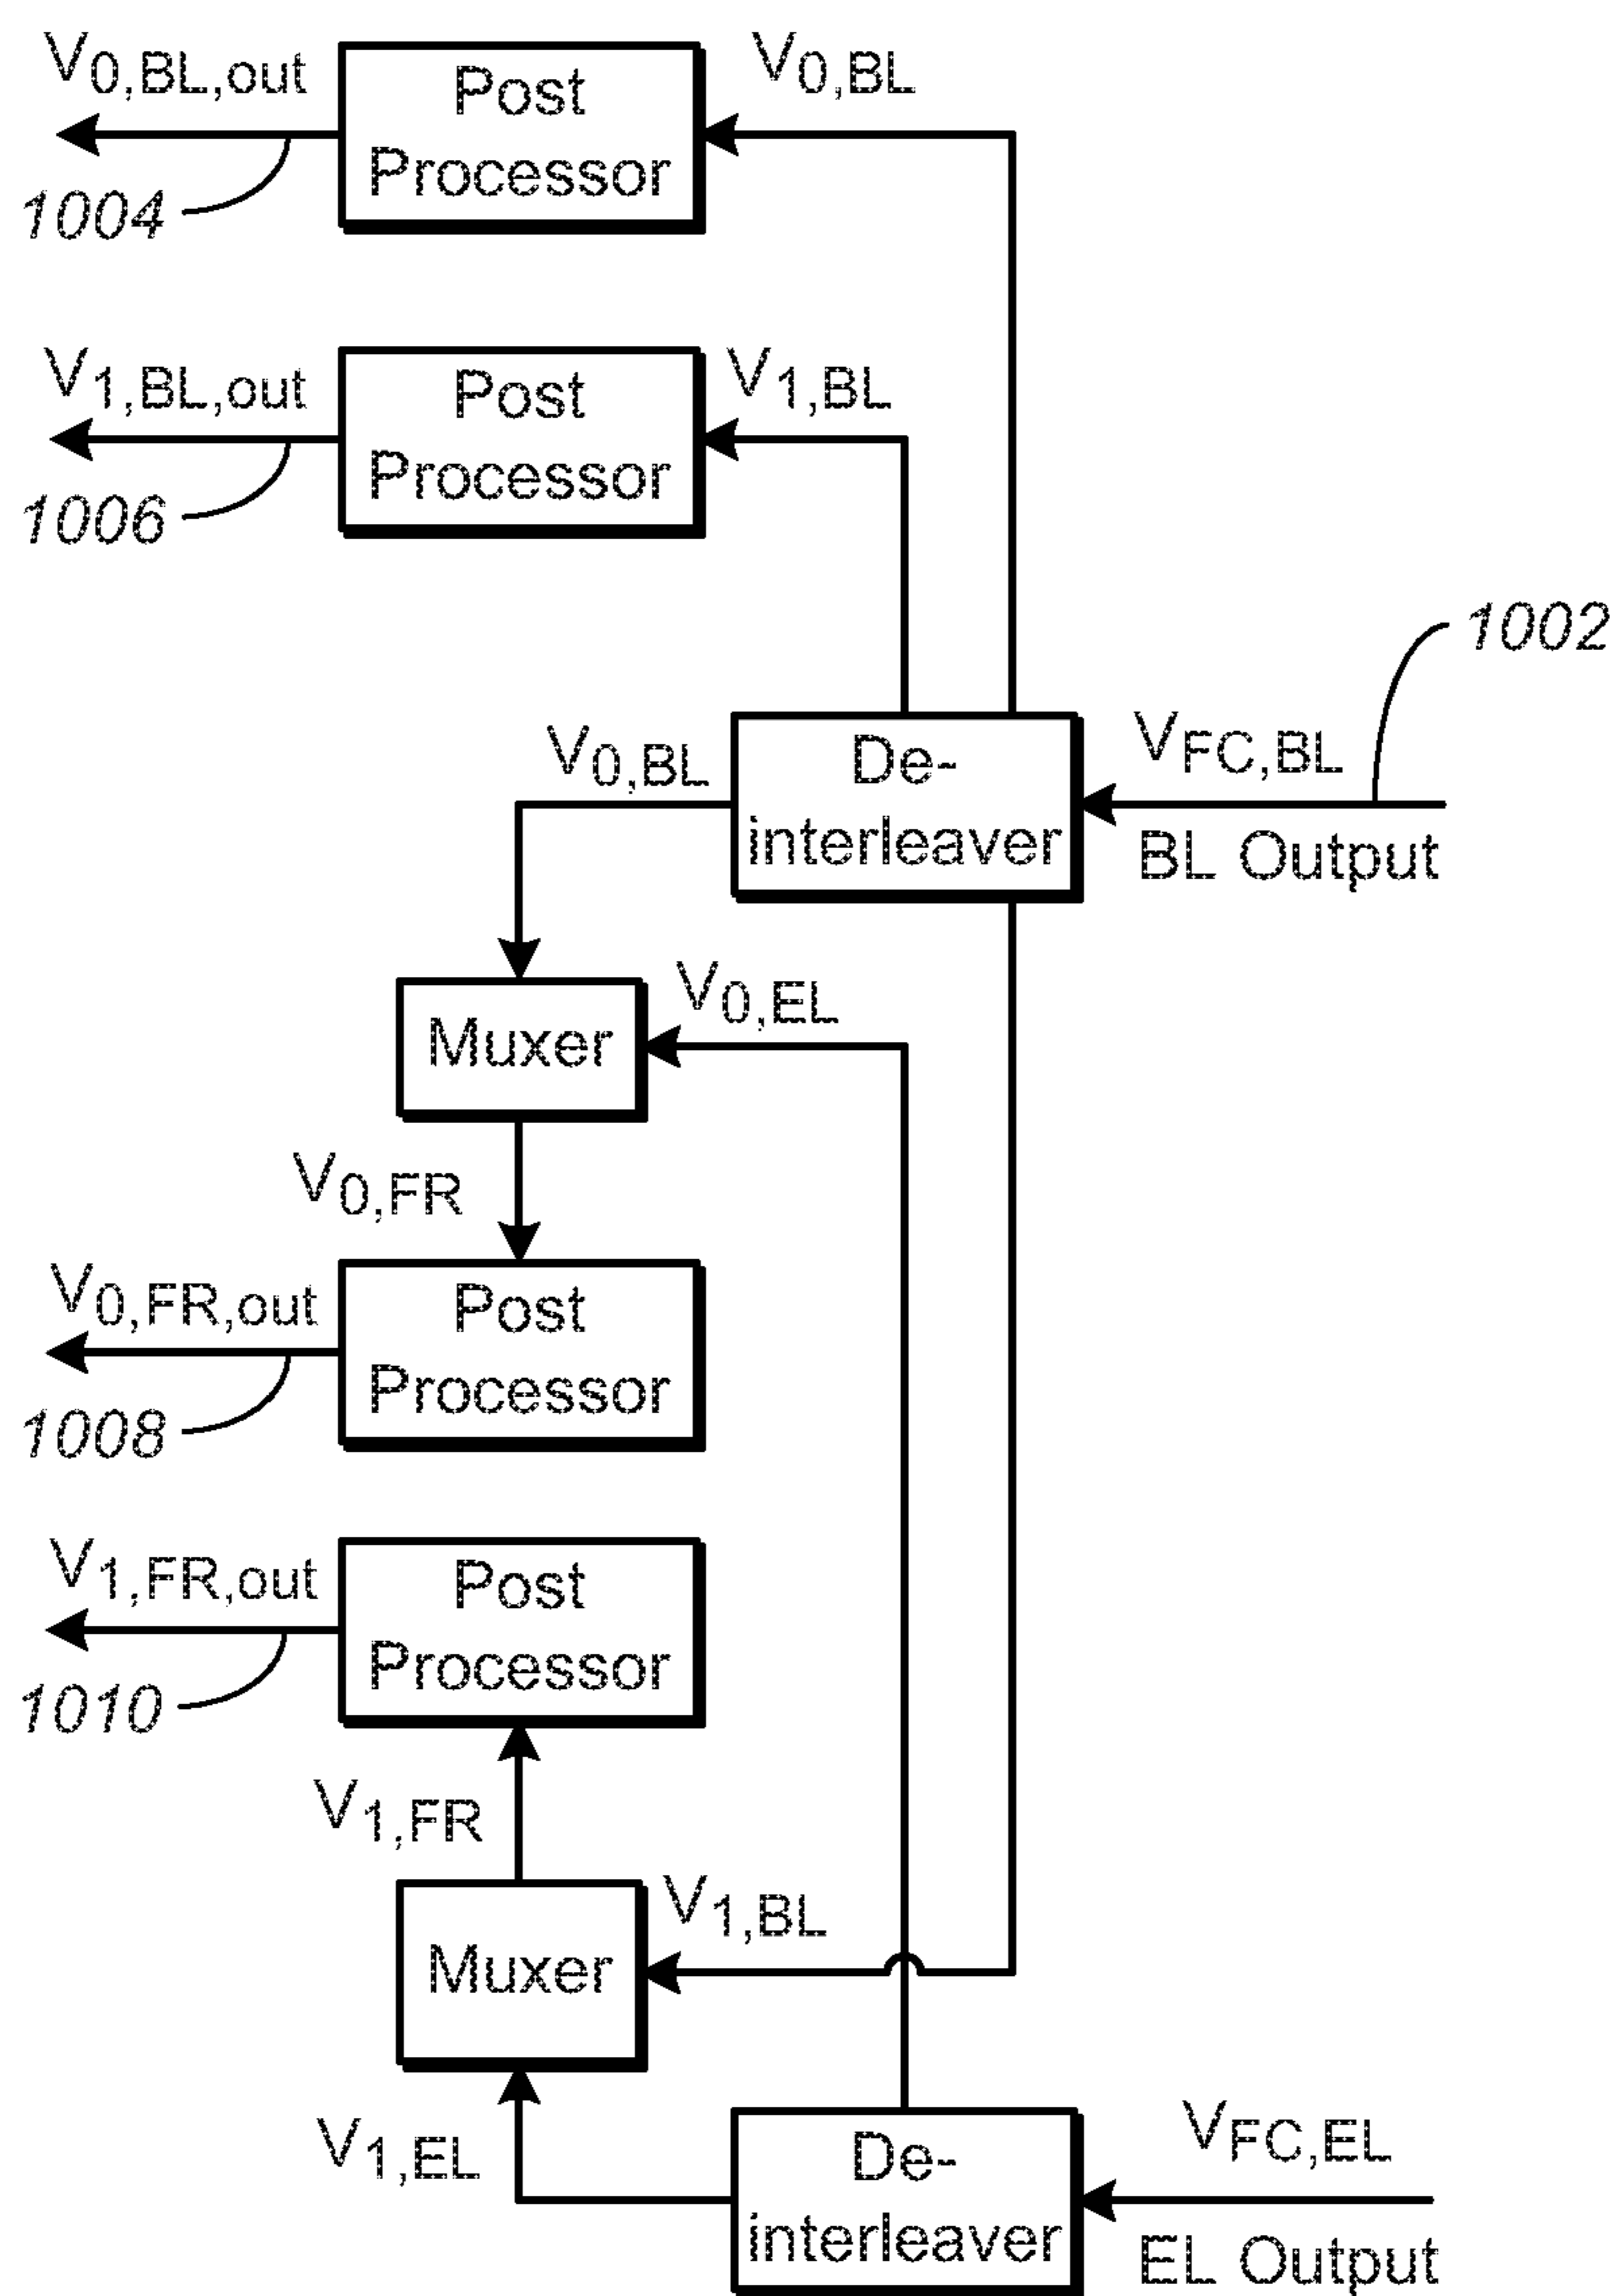 V0,BL,out
Post
Processor
V0,BL
1004
V1,BL,out
Post
Processor
V1,BL
1006
1002
V0,BL
De-
interleaver
VFC,BL
BL Output
Muxer
V0,EL
V0,FR
V0,FR,out
Post
Processor
1008
V1,FR,out
Post
Processor
1010
V1,FR
Muxer
V1,BL
V1,EL
De-
interleaver
VFC,EL
EL Output